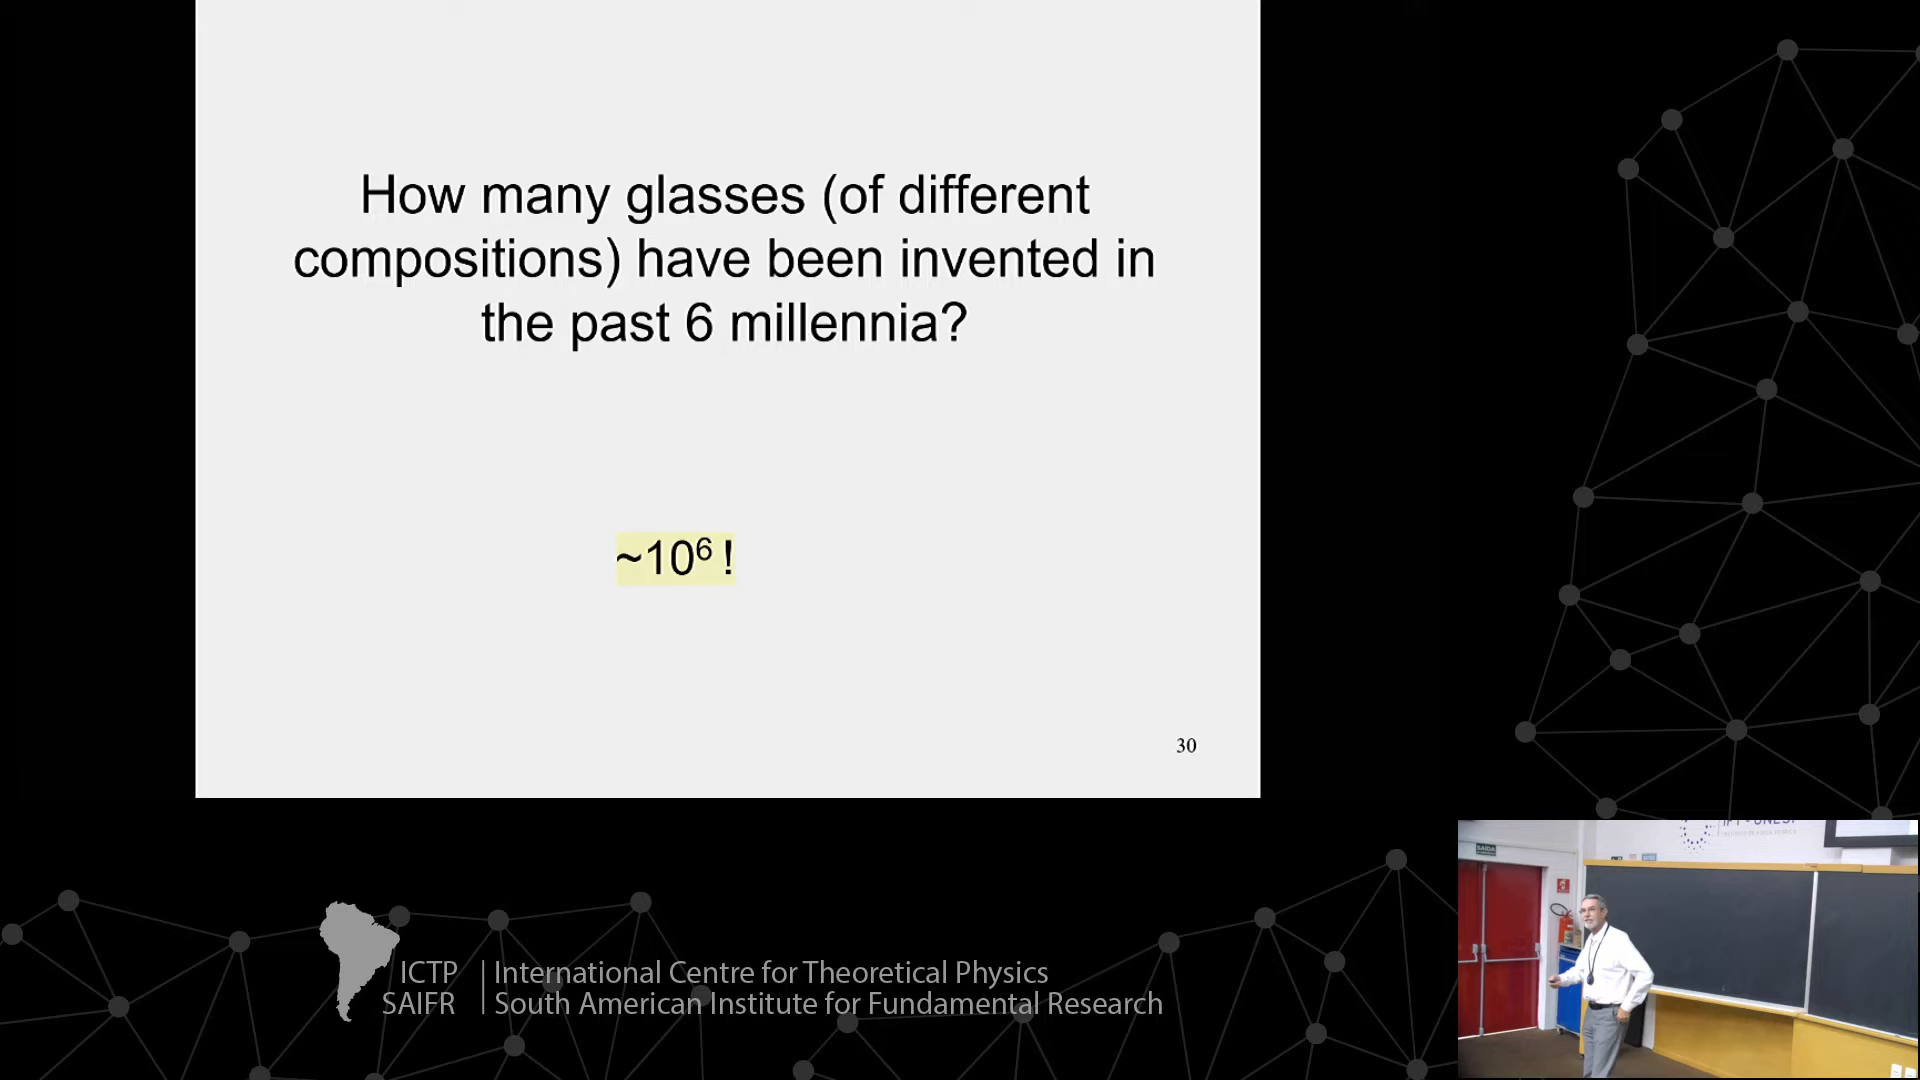 How many glasses (of different
compositions) have been invented in
the past 6 millennia?
~10⁶ !
30
ICTP
SAIFR
International Centre for Theoretical Physics
South American Institute for Fundamental Research
SAÍDA